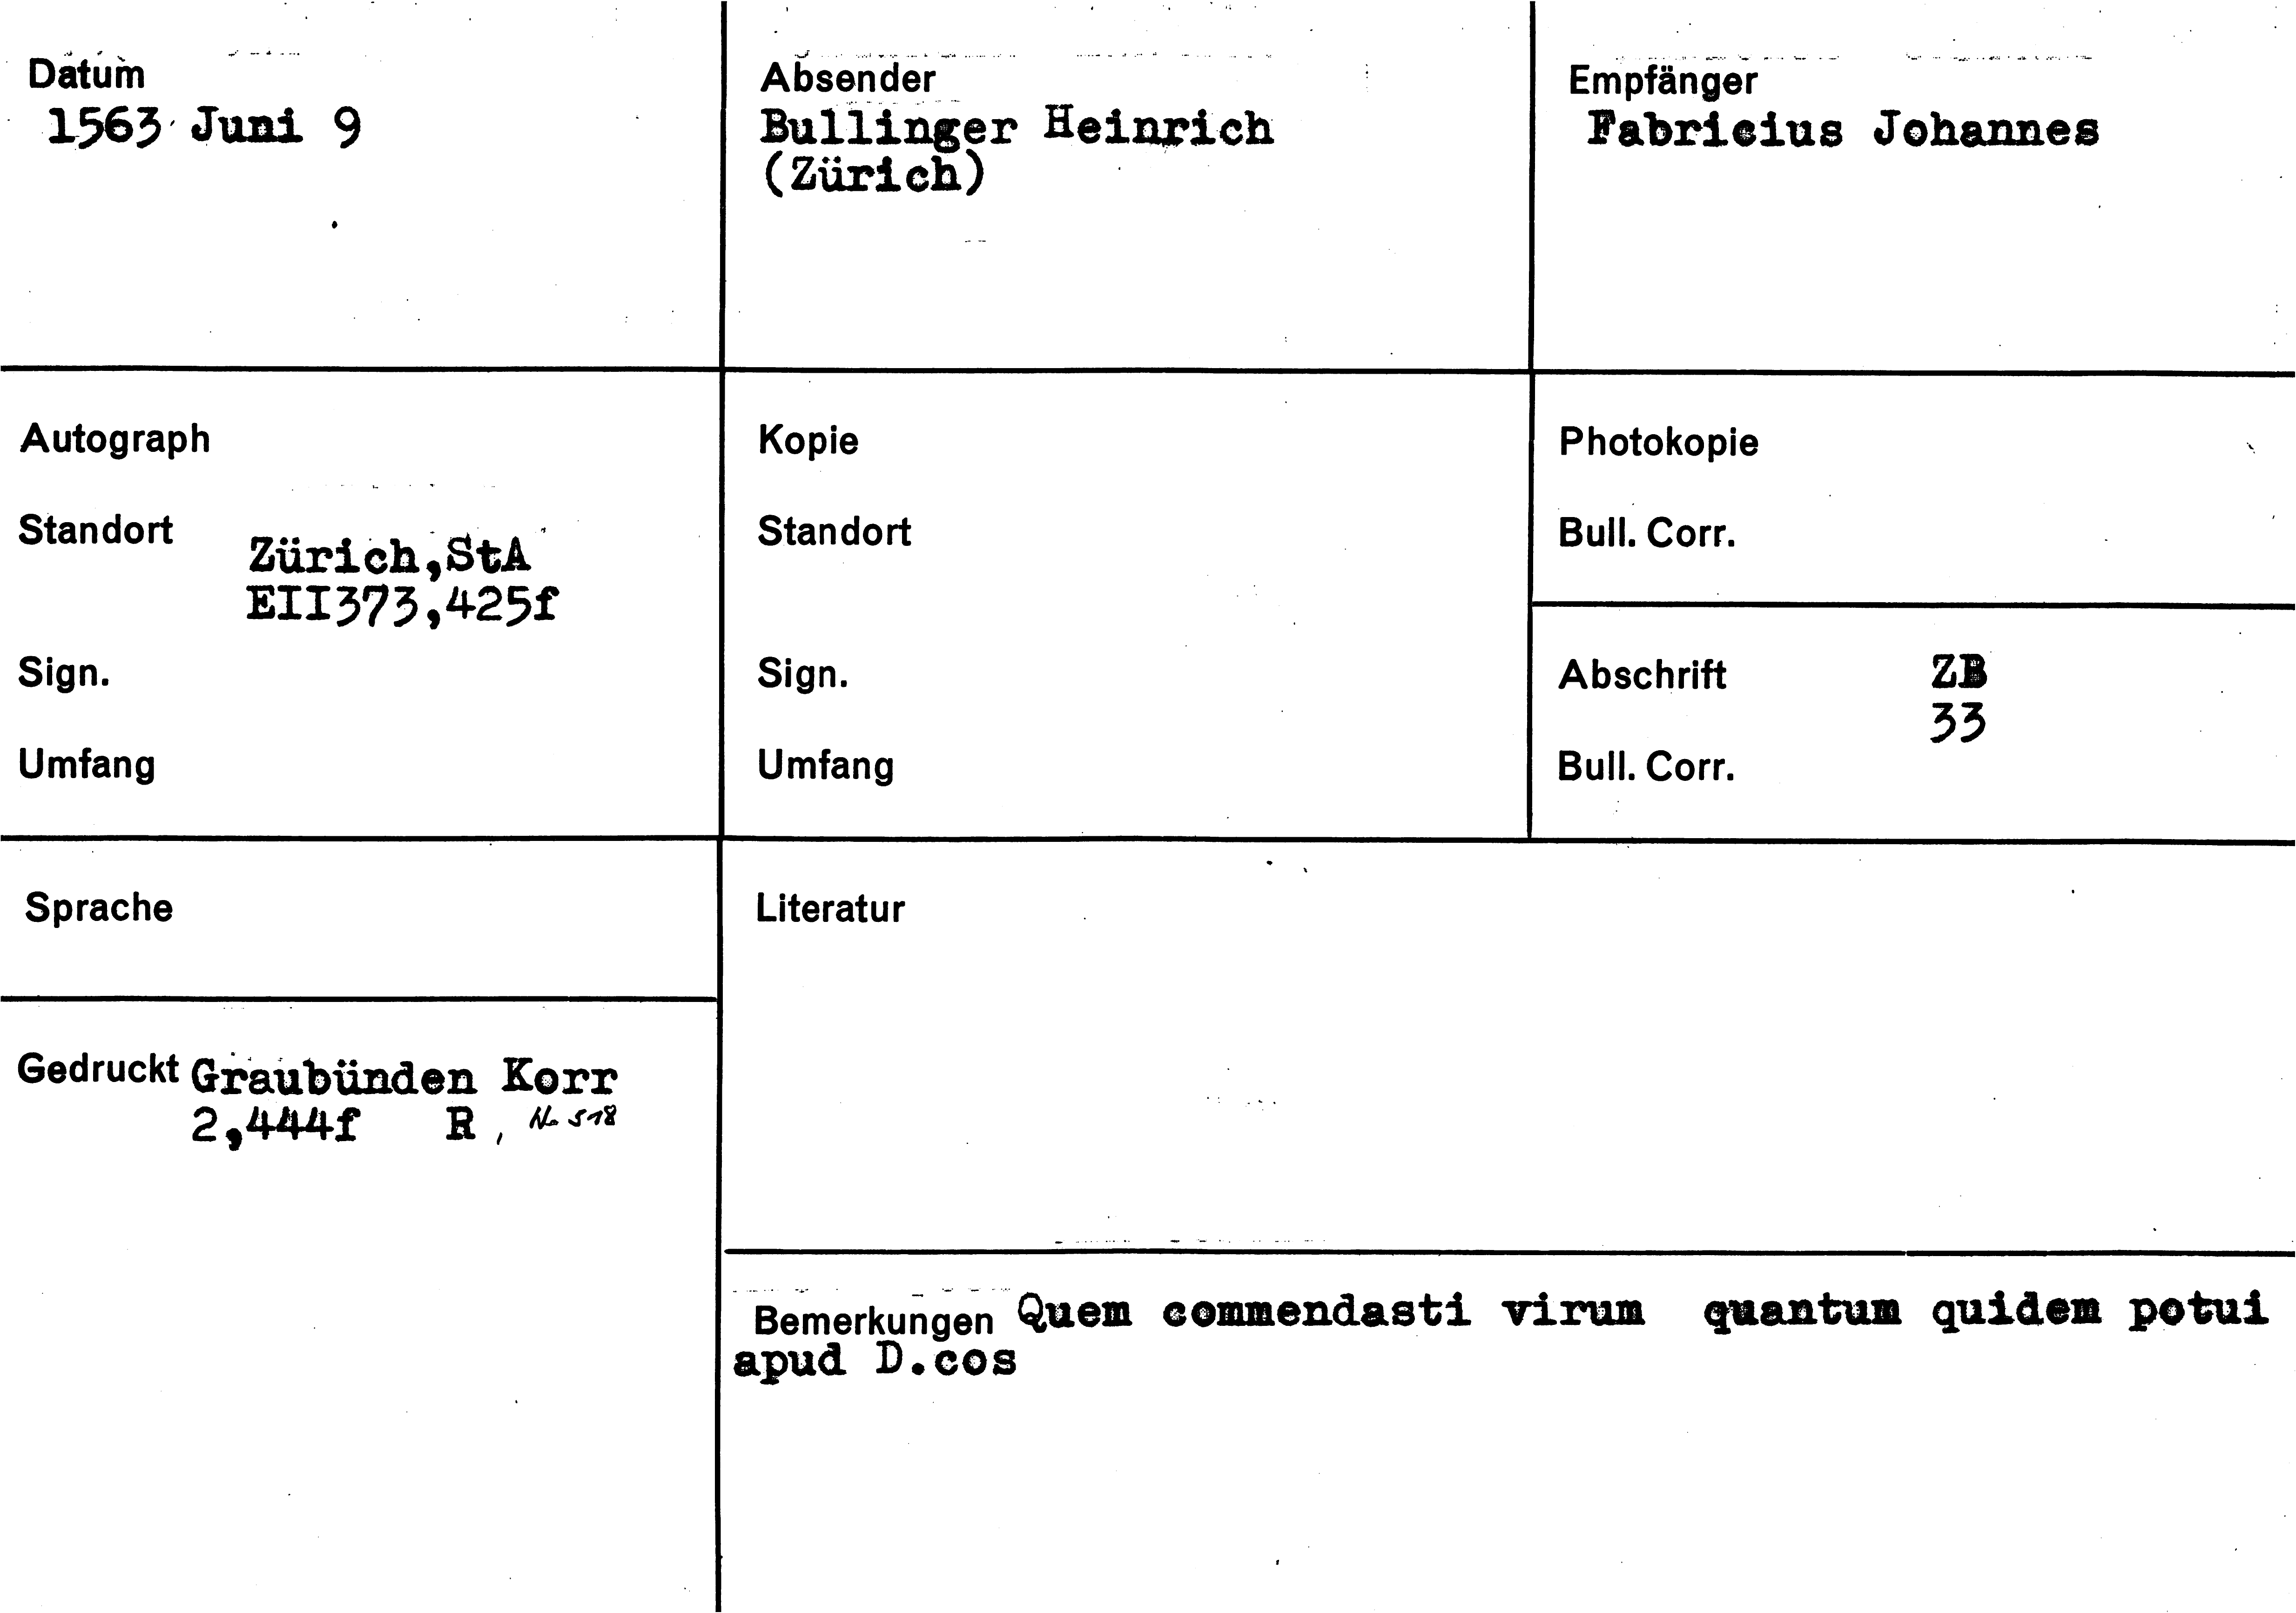 Datum
1563 Juni 9
Absender
Bullinger Heinrich
(Zürich)
Empfänger
Fabricius Johannes
Autograph
Standort
Zürich,StA
EII373,425f
Sign.
Umfang
Kopie
Standort
Sign.
Umfang
Photokopie
Bull. Corr.
Abschrift ZB
33
Bull. Corr.
Sprache
Gedruckt Graubünden Korr
2,444f R, No 518
Literatur
Bemerkungen Quem commendasti virum quantum quidem potui
apud D.cos